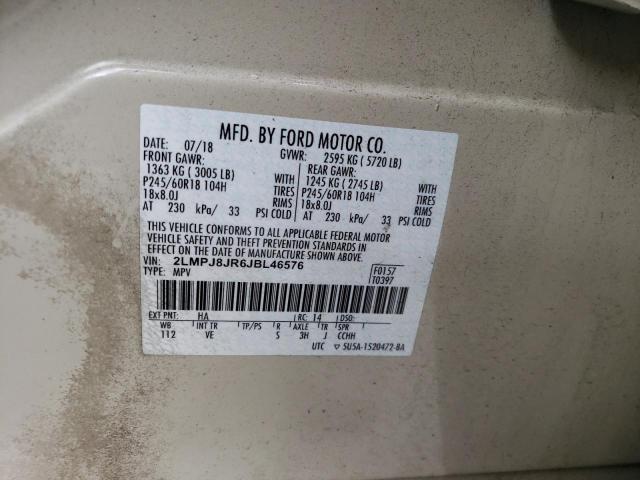 MFD. BY FORD MOTOR CO.
DATE: 07/18 GVWR: 2595 KG ( 5720 LB)
FRONT GAWR: REAR GAWR:
1363 KG ( 3005 LB) 1245 KG ( 2745 LB)
P245/60R18 104H WITH TIRES P245/60R18 104H WITH TIRES
18x8.0J RIMS 18x8.0J RIMS
AT 230 kPa/ 33 PSI COLD AT 230 kPa/ 33 PSI COLD
THIS VEHICLE CONFORMS TO ALL APPLICABLE FEDERAL MOTOR
VEHICLE SAFETY AND THEFT PREVENTION STANDARDS IN
EFFECT ON THE DATE OF MANUFACTURE SHOWN ABOVE.
VIN: 2LMPJ8JR6JBL46576 F0157
TYPE: MPV T0397
EXT PNT: HA RC: 14 DSO:
WB INT TR TP/PS R AXLE TR SPR
112 VE S 3H J CCHH
UTC ▽5U5A-1520472-BA